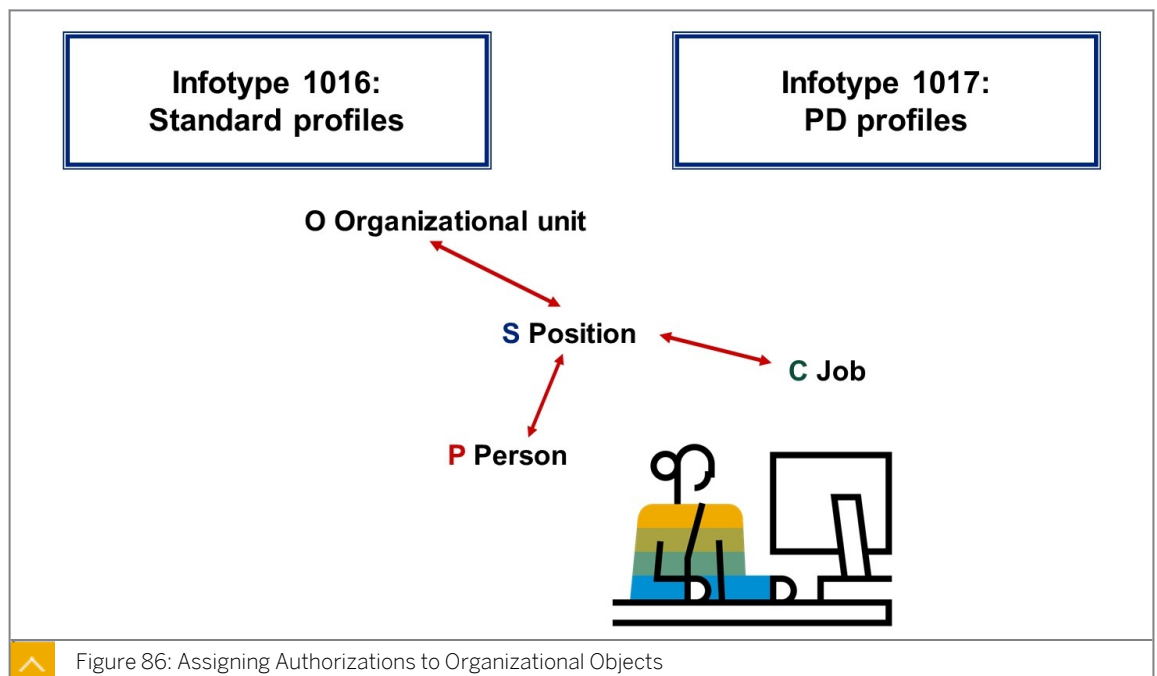 Infotype 1016:
Standard profiles
Infotype 1017:
PD profiles
O Organizational unit
S Position
C Job
P Person
Figure 86: Assigning Authorizations to Organizational Objects